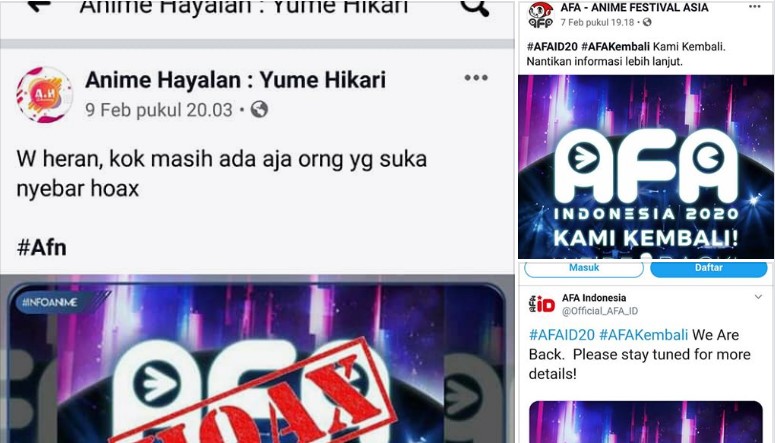 Anime Hayalan : Yume Hikari
Anime Hayalan : Yume Hikari
A.H
9 Feb pukul 20.03 •
W heran, kok masih ada aja orng yg suka
nyebar hoax
#Afn
#INFOANIME
AFA
HOAX
AFA - ANIME FESTIVAL ASIA
7 Feb pukul 19.18 •
#AFAID20 #AFAKembali Kami Kembali.
Nantikan informasi lebih lanjut.
AFA
INDONESIA 2020
KAMI KEMBALI!
Masuk
Daftar
AFA Indonesia
@Official_AFA_ID
#AFAID20 #AFAKembali We Are
Back. Please stay tuned for more
details!